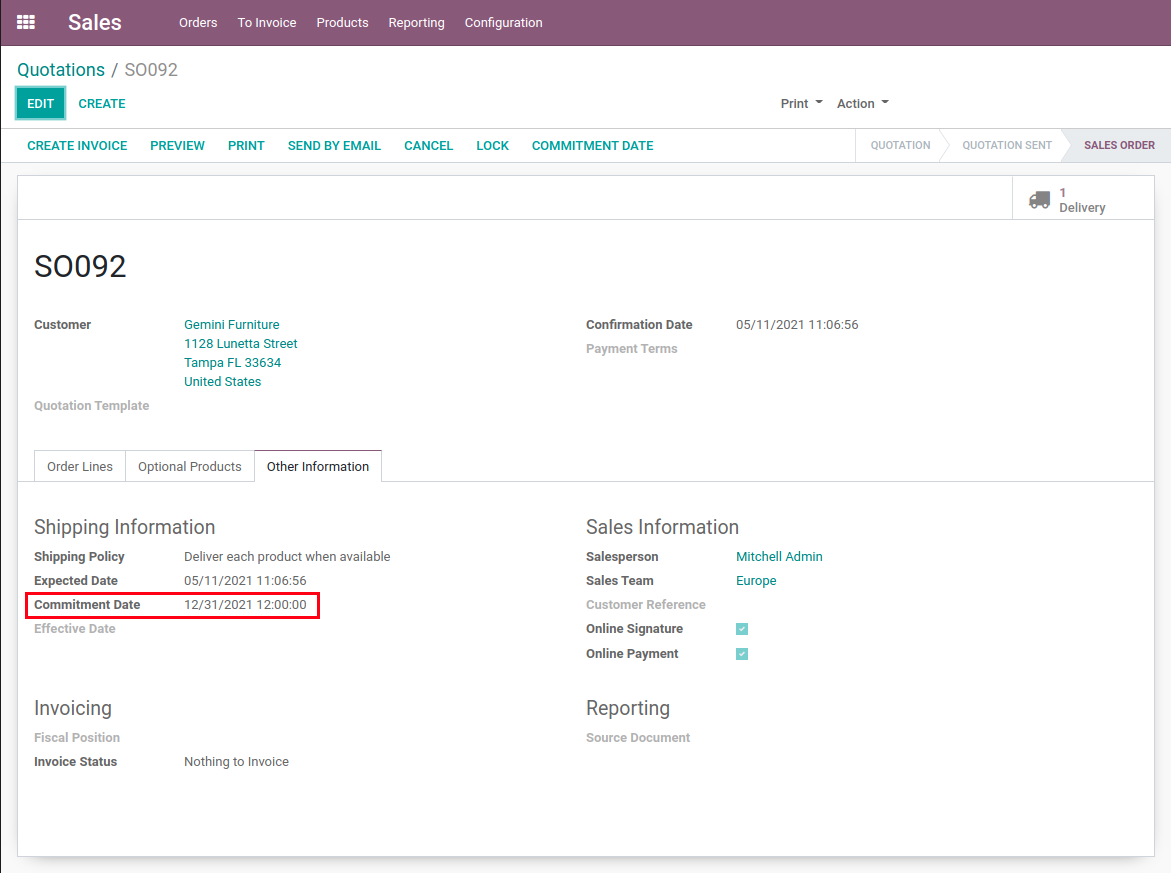 Sales Orders To Invoice Products Reporting Configuration
Quotations / SO092
EDIT CREATE Print Action
CREATE INVOICE PREVIEW PRINT SEND BY EMAIL CANCEL LOCK COMMITMENT DATE QUOTATION QUOTATION SENT SALES ORDER
1
Delivery
SO092
Customer Gemini Furniture Confirmation Date 05/11/2021 11:06:56
1128 Lunetta Street Payment Terms
Tampa FL 33634
United States
Quotation Template
Order Lines Optional Products Other Information
Shipping Information Sales Information
Shipping Policy Deliver each product when available Salesperson Mitchell Admin
Expected Date 05/11/2021 11:06:56 Sales Team Europe
Commitment Date 12/31/2021 12:00:00 Customer Reference
Effective Date Online Signature
Online Payment
Invoicing Reporting
Fiscal Position Source Document
Invoice Status Nothing to Invoice